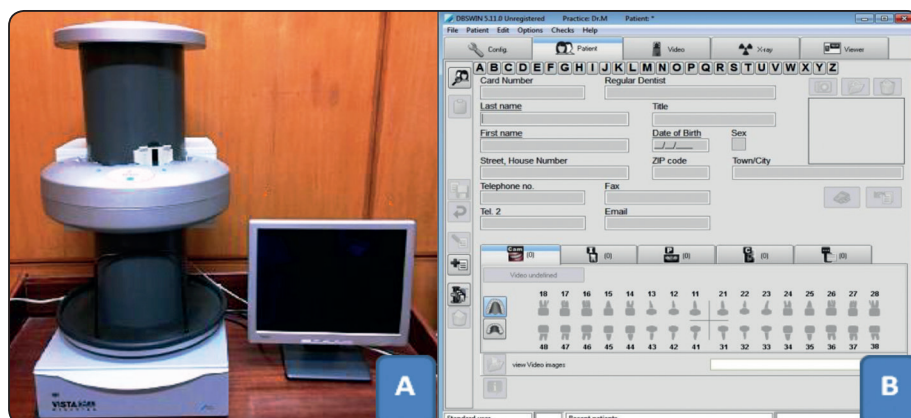 DBSWIN 5.11.0 Unregistered Practice: Dr.M Patient: *
File Patient Edit Options Checks Help
Config. Patient Video X-ray Viewer
A B C D E F G H I J K L M N O P Q R S T U V W X Y Z
Card Number Regular Dentist
Last name Title
First name Date of Birth Sex
_/_/___
Street, House Number ZIP code Town/City
Telephone no. Fax
Tel. 2 Email
Cam (0) (0) (0) (0) (0)
Video undefined
18 17 16 15 14 13 12 11 21 22 23 24 25 26 27 28
48 47 46 45 44 43 42 41 31 32 33 34 35 36 37 38
view Video images
VISTA SCAN
A
B
Standard user Recent patients